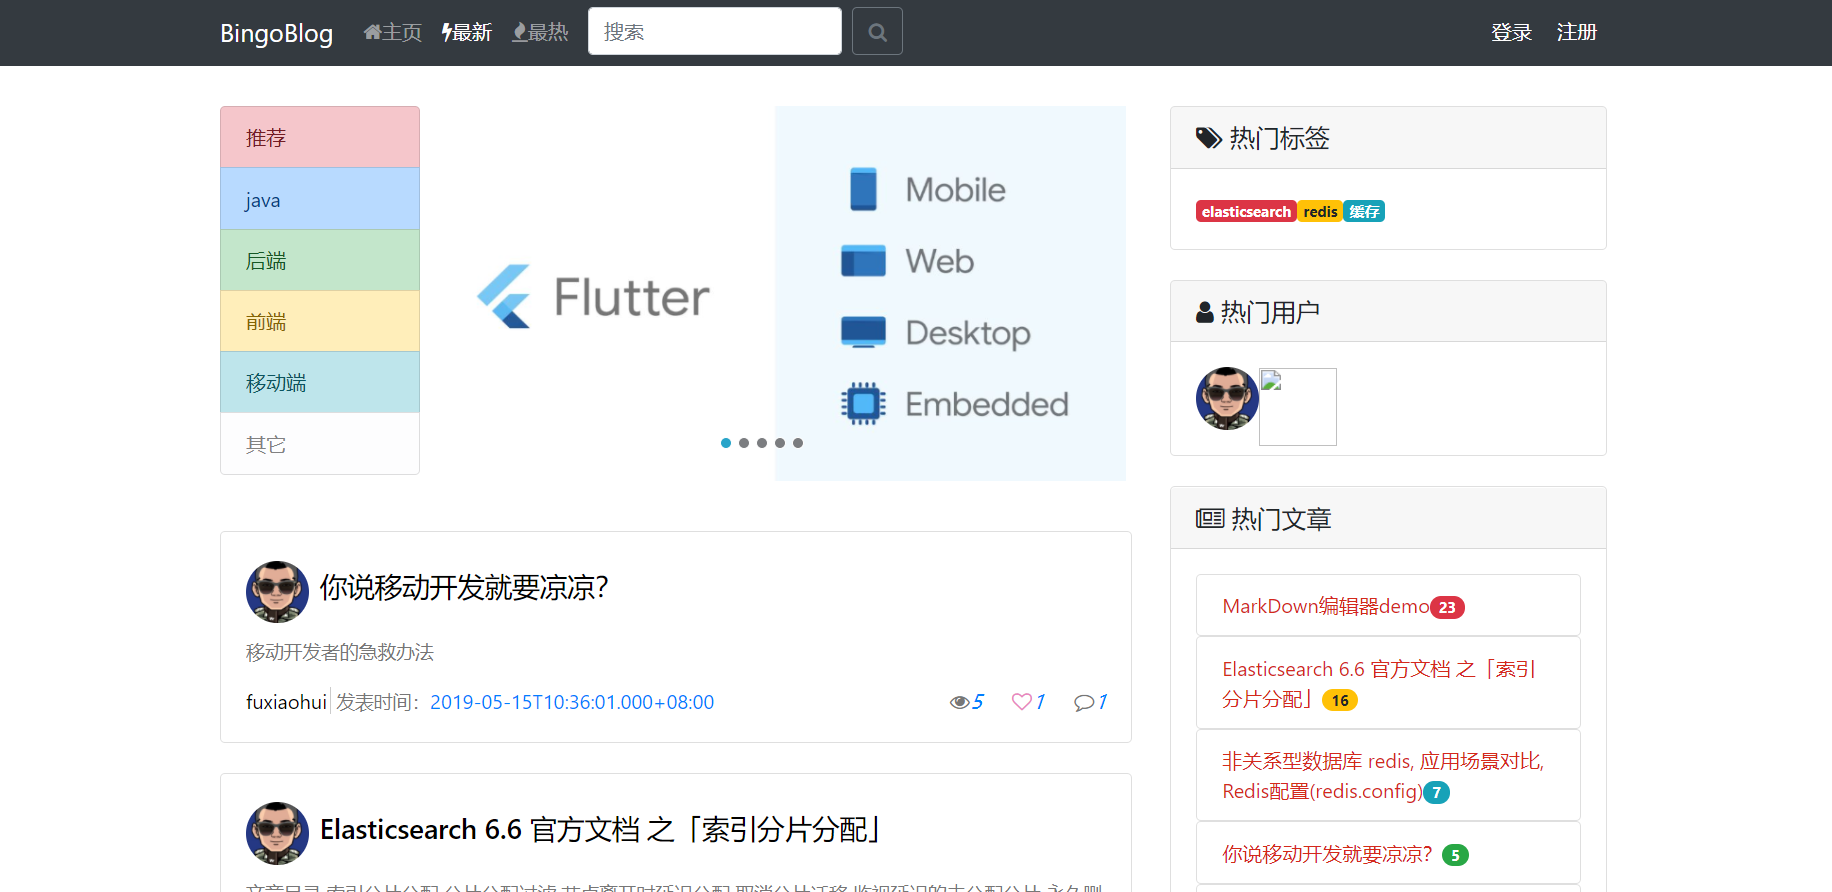 BingoBlog 主页 最新 最热 搜索 登录 注册
推荐
java
后端
前端
移动端
其它
Flutter
Mobile
Web
Desktop
Embedded
你说移动开发就要凉凉？
移动开发者的急救办法
fuxiaohui 发表时间：2019-05-15T10:36:01.000+08:00 5 1 1
Elasticsearch 6.6 官方文档 之「索引分片分配」
热门标签
elasticsearch redis 缓存
热门用户
热门文章
MarkDown编辑器demo 23
Elasticsearch 6.6 官方文档 之「索引
分片分配」 16
非关系型数据库 redis, 应用场景对比,
Redis配置(redis.config) 7
你说移动开发就要凉凉？ 5